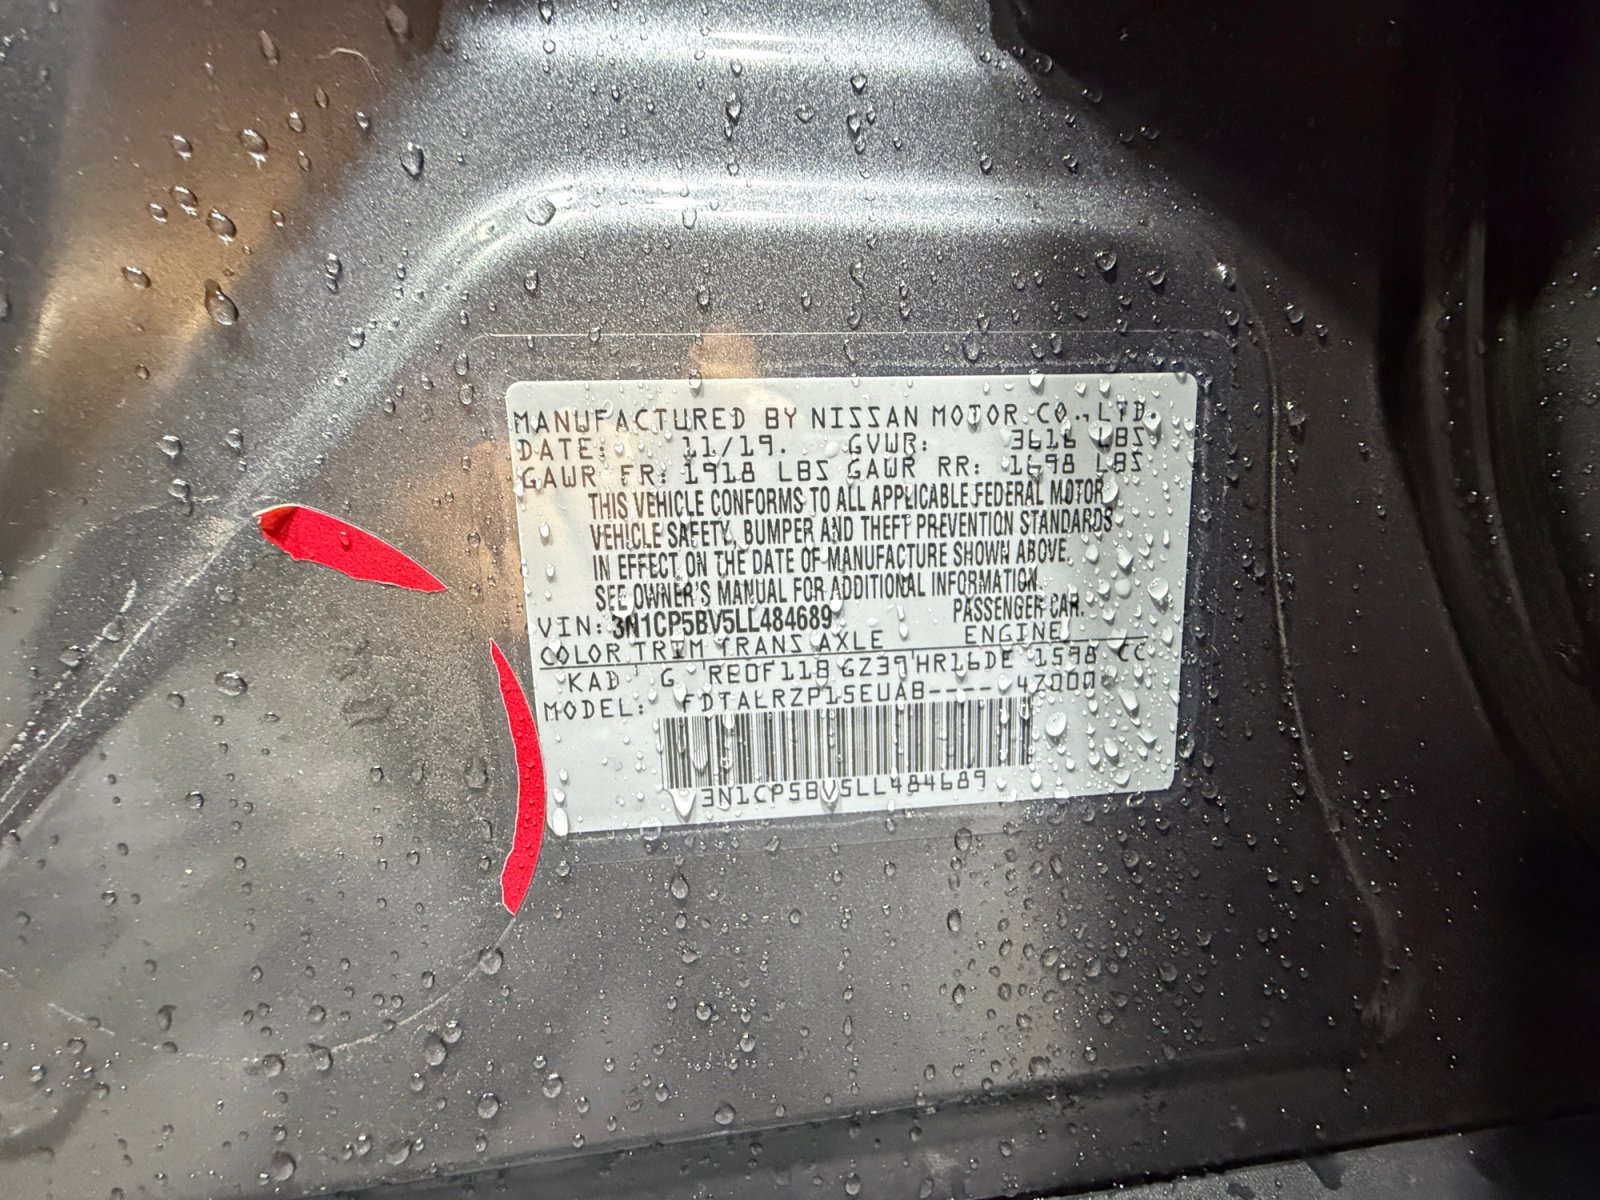 MANUFACTURED BY NISSAN MOTOR CO.,LTD.
DATE: 11/19. GVWR: 3616 LBS
GAWR FR: 1918 LBS GAWR RR: 1698 LBS
THIS VEHICLE CONFORMS TO ALL APPLICABLE FEDERAL MOTOR
VEHICLE SAFETY, BUMPER AND THEFT PREVENTION STANDARDS
IN EFFECT ON THE DATE OF MANUFACTURE SHOWN ABOVE.
SEE OWNER'S MANUAL FOR ADDITIONAL INFORMATION.
VIN: 3N1CP5BV5LL484689 PASSENGER CAR.
COLOR TRIM TRANS AXLE ENGINE
KAD G RE0F11B GZ39 HR16DE 1598 CC
MODEL: FDTALRZP15EUAB---- 47000
3N1CP5BV5LL484689